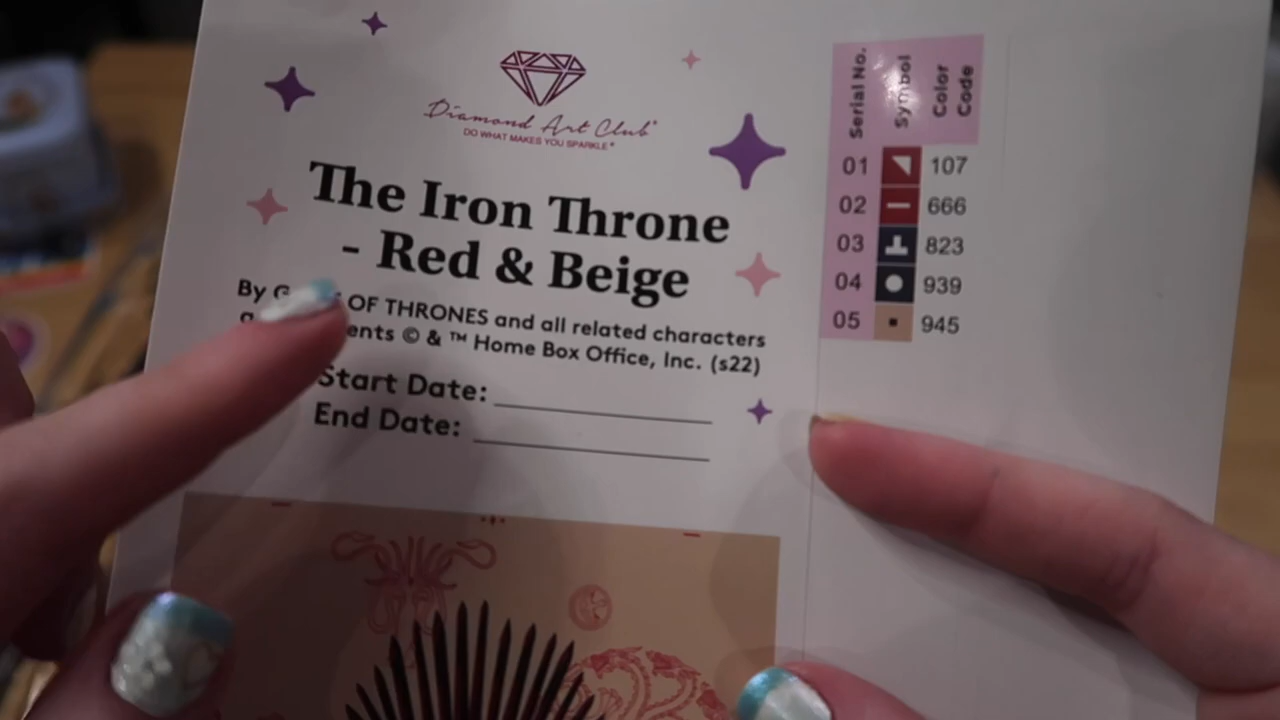 Diamond Art Club®
DO WHAT MAKES YOU SPARKLE®
The Iron Throne
- Red & Beige
By OF THRONES and all related characters
© & ™ Home Box Office, Inc. (s22)
Start Date:
End Date:
Serial No. Symbol Color Code
01 107
02 666
03 823
04 939
05 945